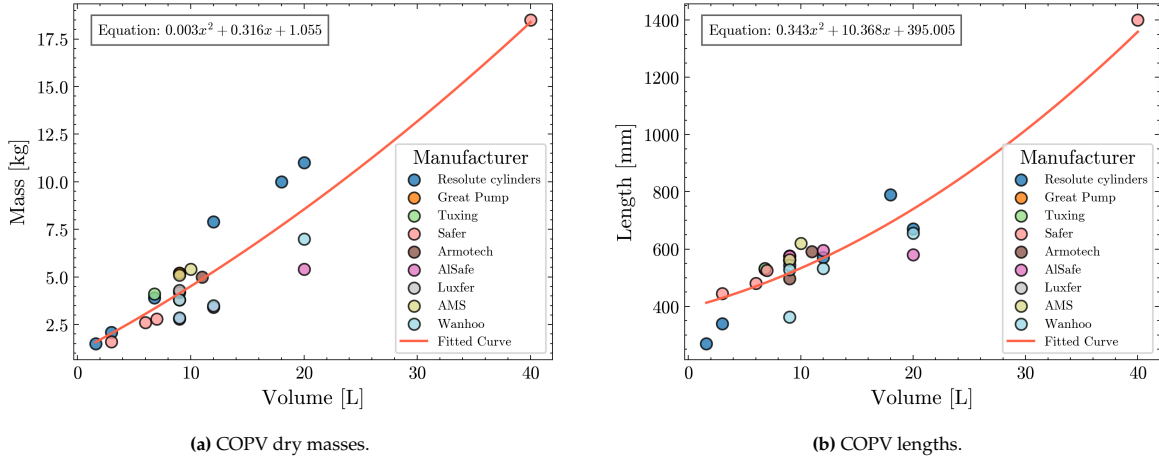 Equation: 0.003x² + 0.316x + 1.055
17.5
15.0
12.5
10.0
7.5
5.0
2.5
Mass [kg]
Manufacturer
Resolute cylinders
Great Pump
Tuxing
Safer
Armotech
AlSafe
Luxfer
AMS
Wanhoo
Fitted Curve
0 10 20 30 40
Volume [L]
(a) COPV dry masses.
Equation: 0.343x² + 10.368x + 395.005
1400
1200
1000
800
600
400
Length [mm]
Manufacturer
Resolute cylinders
Great Pump
Tuxing
Safer
Armotech
AlSafe
Luxfer
AMS
Wanhoo
Fitted Curve
0 10 20 30 40
Volume [L]
(b) COPV lengths.